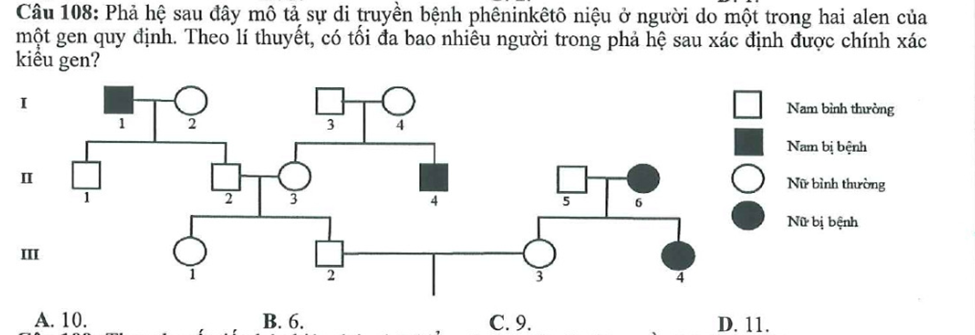 Câu 108: Phả hệ sau đây mô tả sự di truyền bệnh phêninkêtô niệu ở người do một trong hai alen của
một gen quy định. Theo lí thuyết, có tối đa bao nhiêu người trong phả hệ sau xác định được chính xác
kiểu gen?
I
1 2 3 4
Nam bình thường
Nam bị bệnh
II
1 2 3 4 5 6
Nữ bình thường
Nữ bị bệnh
III
1 2 3 4
A. 10. B. 6. C. 9. D. 11.